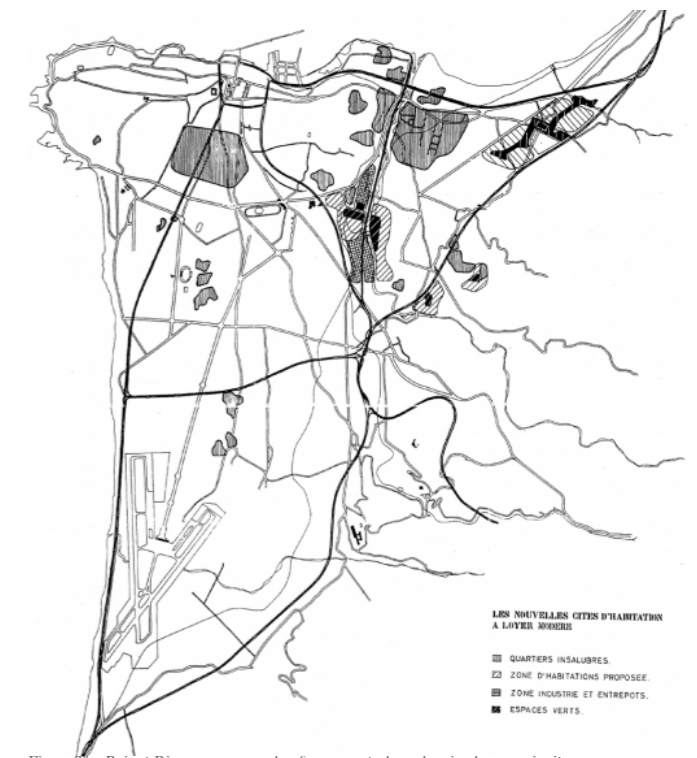 LES NOUVELLES CITES D'HABITATION
A LOYER MODERE
QUARTIERS INSALUBRES.
ZONE D'HABITATIONS PROPOSEE.
ZONE INDUSTRIE ET ENTREPOTS.
ESPACES VERTS.